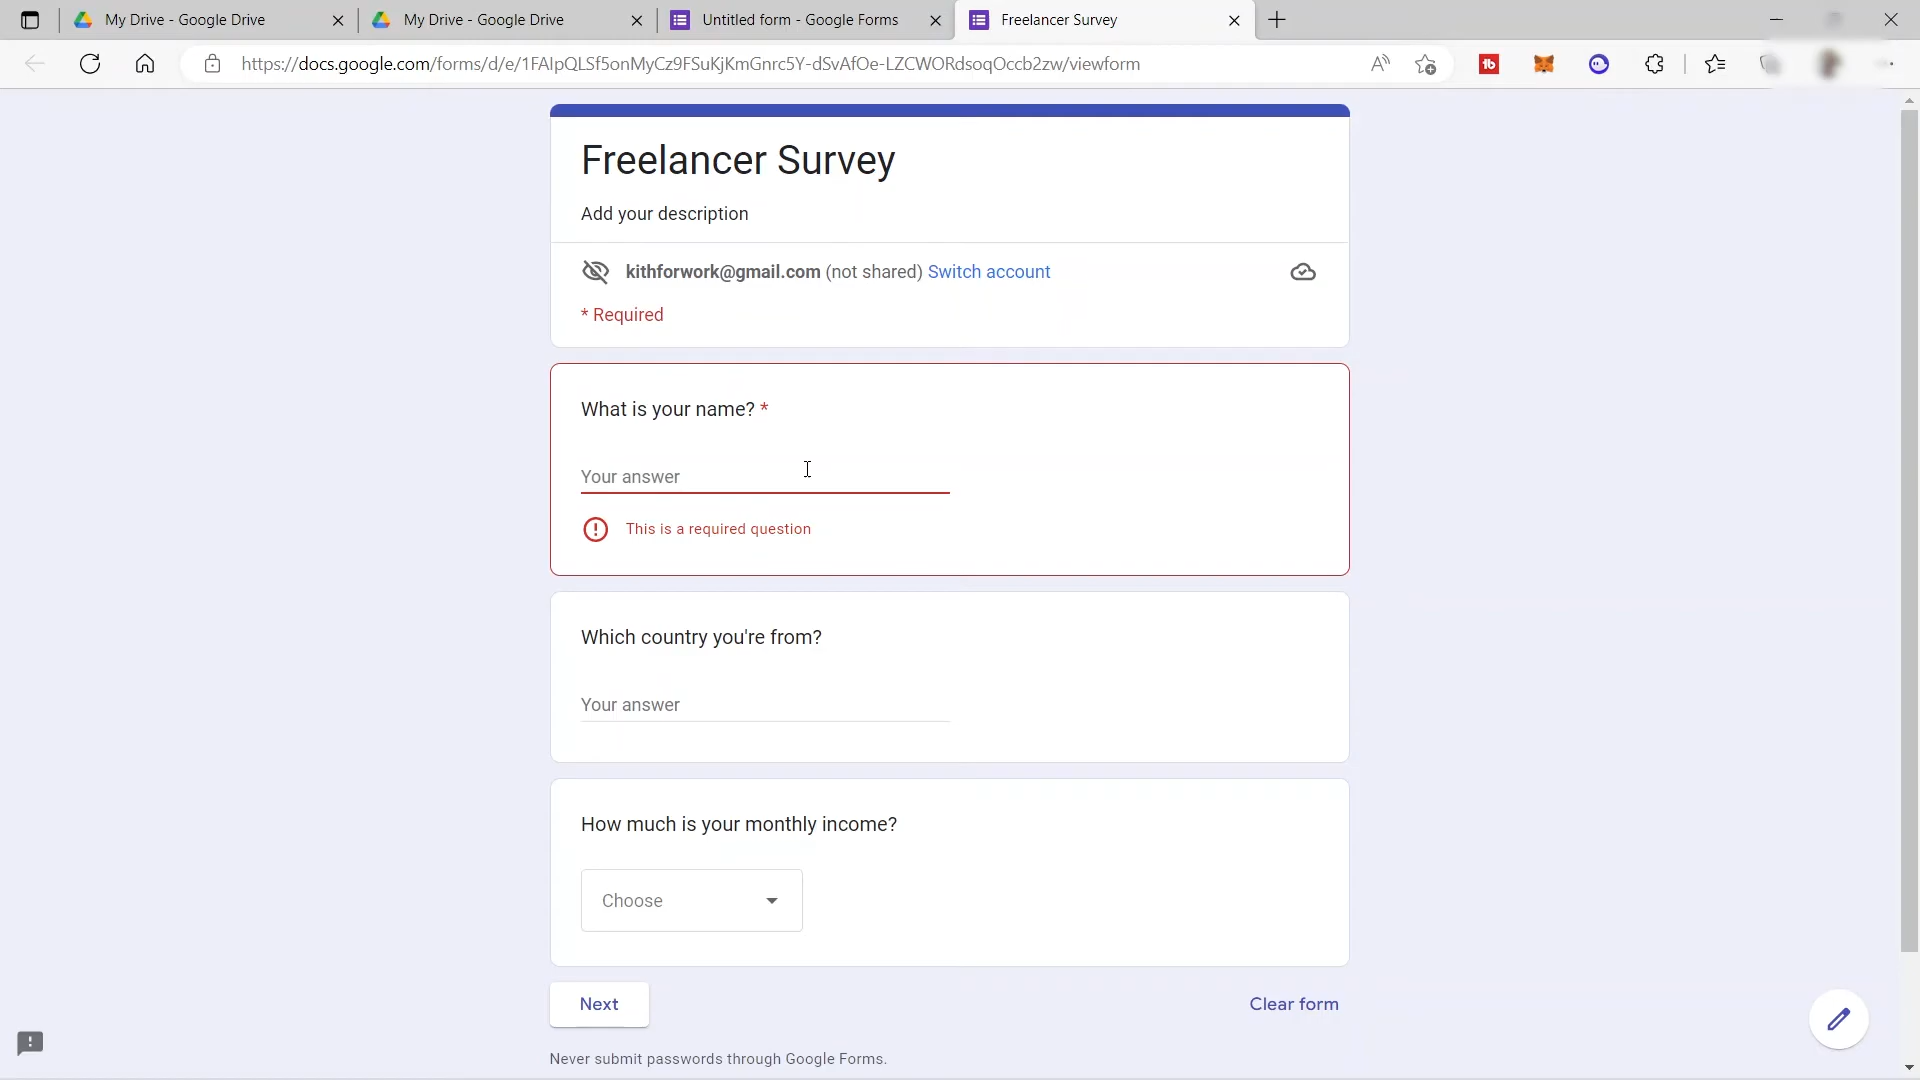 My Drive - Google Drive
My Drive - Google Drive
Untitled form - Google Forms
Freelancer Survey
https://docs.google.com/forms/d/e/1FAIpQLSf5onMyCz9FSuKjKmGnrc5Y-dSvAfOe-LZCWORdsoqOccb2zw/viewform
Freelancer Survey
Add your description
kithforwork@gmail.com (not shared) Switch account
* Required
What is your name? *
Your answer
This is a required question
Which country you're from?
Your answer
How much is your monthly income?
Choose
Next
Clear form
Never submit passwords through Google Forms.